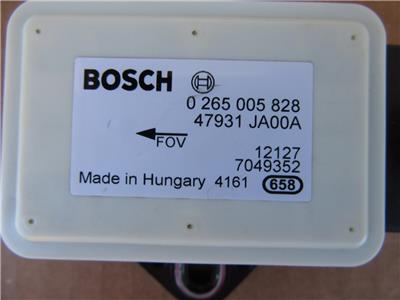 BOSCH
0 265 005 828
47931 JA00A
FOV
12127
7049352
Made in Hungary 4161 658